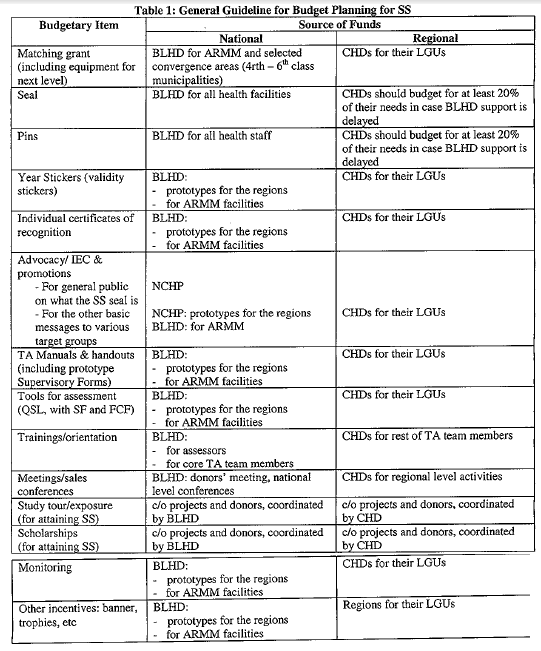 Table 1: General Guideline for Budget Planning for SS
Budgetary Item
Source of Funds
National
Regional
Matching grant
(including equipment for
next level)
BLHD for ARMM and selected
convergence areas (4rth – 6th class
municipalities)
CHDs for their LGUs
Seal
BLHD for all health facilities
CHDs should budget for at least 20%
of their needs in case BLHD support is
delayed
Pins
BLHD for all health staff
CHDs should budget for at least 20%
of their needs in case BLHD support is
delayed
Year Stickers (validity
stickers)
BLHD:
- prototypes for the regions
- for ARMM facilities
CHDs for their LGUs
Individual certificates of
recognition
BLHD:
- prototypes for the regions
- for ARMM facilities
CHDs for their LGUs
Advocacy/ IEC &
promotions
- For general public
on what the SS seal is
- For the other basic
messages to various
target groups
NCHP
NCHP: prototypes for the regions
BLHD: for ARMM
CHDs for their LGUs
TA Manuals & handouts
(including prototype
Supervisory Forms)
BLHD:
- prototypes for the regions
- for ARMM facilities
CHDs for their LGUs
Tools for assessment
(QSL, with SF and FCF)
BLHD:
- prototypes for the regions
- for ARMM facilities
CHDs for their LGUs
Trainings/orientation
BLHD:
- for assessors
- for core TA team members
CHDs for rest of TA team members
Meetings/sales
conferences
BLHD: donors' meeting, national
level conferences
CHDs for regional level activities
Study tour/exposure
(for attaining SS)
c/o projects and donors, coordinated
by BLHD
c/o projects and donors, coordinated
by CHD
Scholarships
(for attaining SS)
c/o projects and donors, coordinated
by BLHD
c/o projects and donors, coordinated
by CHD
Monitoring
BLHD:
- prototypes for the regions
- for ARMM facilities
CHDs for their LGUs
Other incentives: banner,
trophies, etc
BLHD:
- prototypes for the regions
- for ARMM facilities
Regions for their LGUs